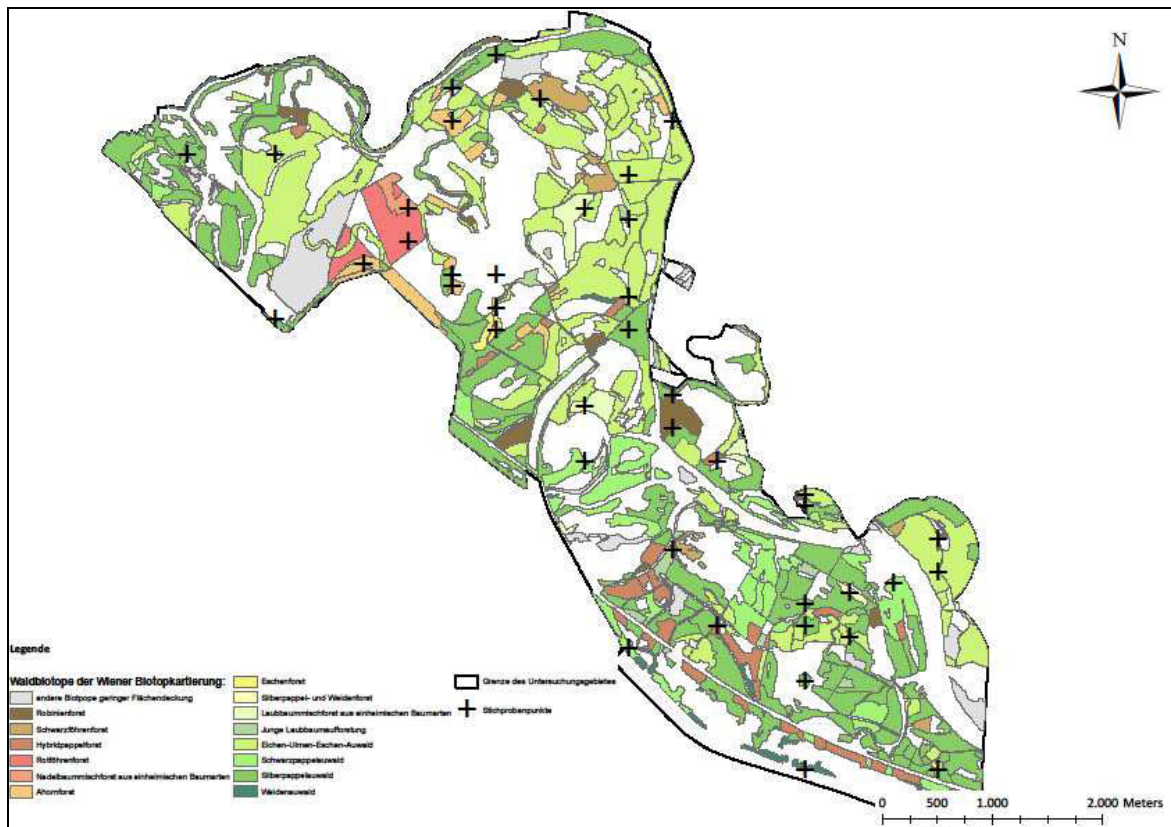 N
Legende
Waldbiotope der Wiener Biotopkartierung:
andere Biotpope geringer Flächendeckung
Robinienforst
Schwarzföhrenforst
Hybridpappelforst
Rotföhrenforst
Nadelbaummischforst aus einheimischen Baumarten
Ahornforst
Eschenforst
Silberpappel- und Weidenforst
Laubbaummischforst aus einheimischen Baumarten
Junge Laubbaumaufforstung
Eichen-Ulmen-Eschen-Auwald
Schwarzpappelauwald
Silberpappelauwald
Weidenauwald
Grenze des Untersuchungsgebietes
Stichprobenpunkte
0 500 1.000 2.000 Meters